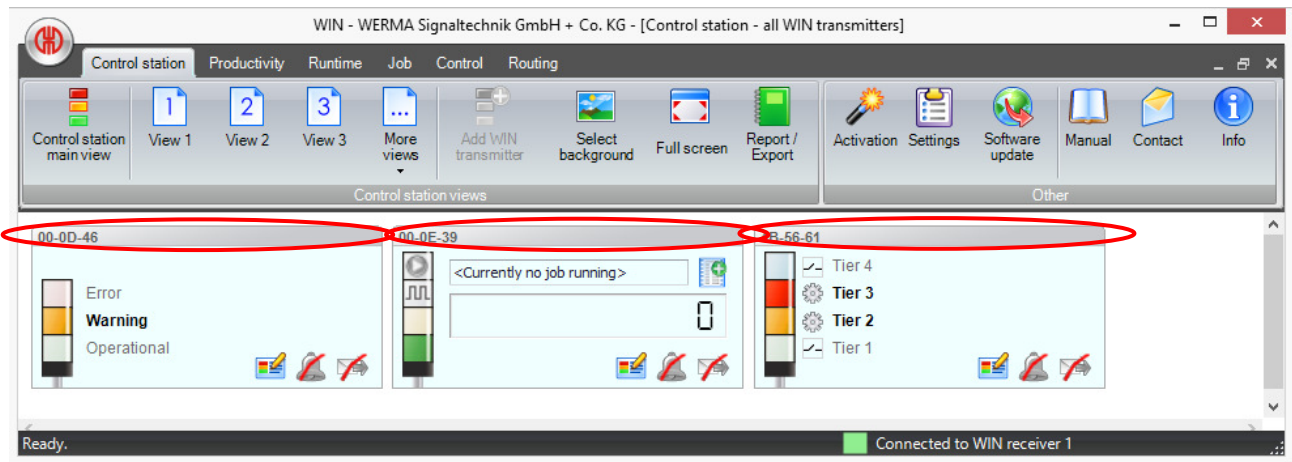 WIN - WERMA Signaltechnik GmbH + Co. KG - [Control station - all WIN transmitters]
Control station Productivity Runtime Job Control Routing
Control station main view
1
View 1
2
View 2
3
View 3
...
More views
Add WIN transmitter
Select background
Full screen
Report / Export
Activation
Settings
Software update
Manual
Contact
Info
Control station views
Other
00-0D-46
Error
Warning
Operational
00-0E-39
<Currently no job running>
0
B-56-61
Tier 4
Tier 3
Tier 2
Tier 1
Ready.
Connected to WIN receiver 1